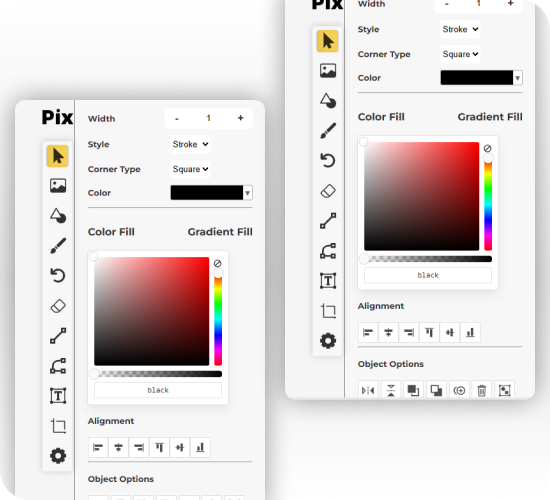 Pix
Width - 1 +
Style Stroke
Corner Type Square
Color
Color Fill Gradient Fill
T
black
Alignment
Object Options
Pix
Width - 1 +
Style Stroke
Corner Type Square
Color
Color Fill Gradient Fill
black
T
Alignment
Object Options